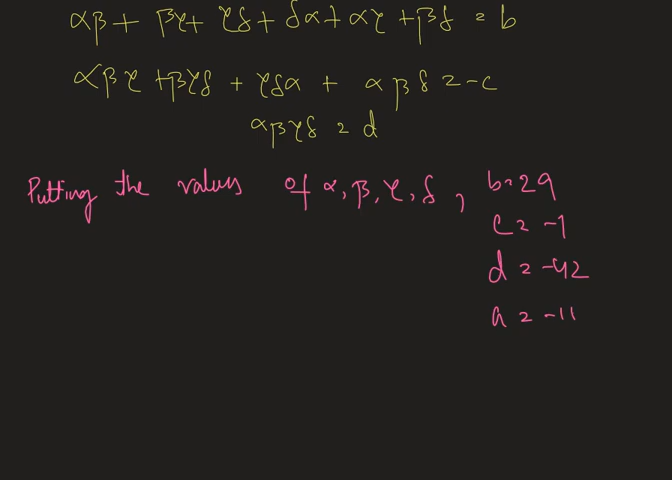 αβ + βγ + γδ + δα + αγ + βδ = b
αβγ + βγδ + γδα + αβδ = -c
αβγδ = d
Putting the values of α, β, γ, δ, b = 29
c = -1
d = -42
a = -11